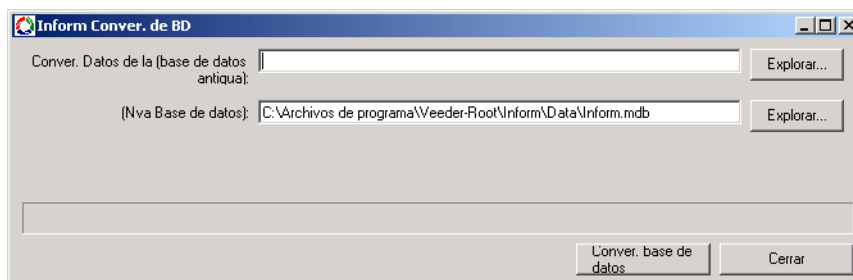 Inform Conver. de BD
Conver. Datos de la (base de datos
antigua):
Explorar...
(Nva Base de datos):
C:\Archivos de programa\Veeder-Root\Inform\Data\Inform.mdb
Explorar...
Conver. base de
datos
Cerrar